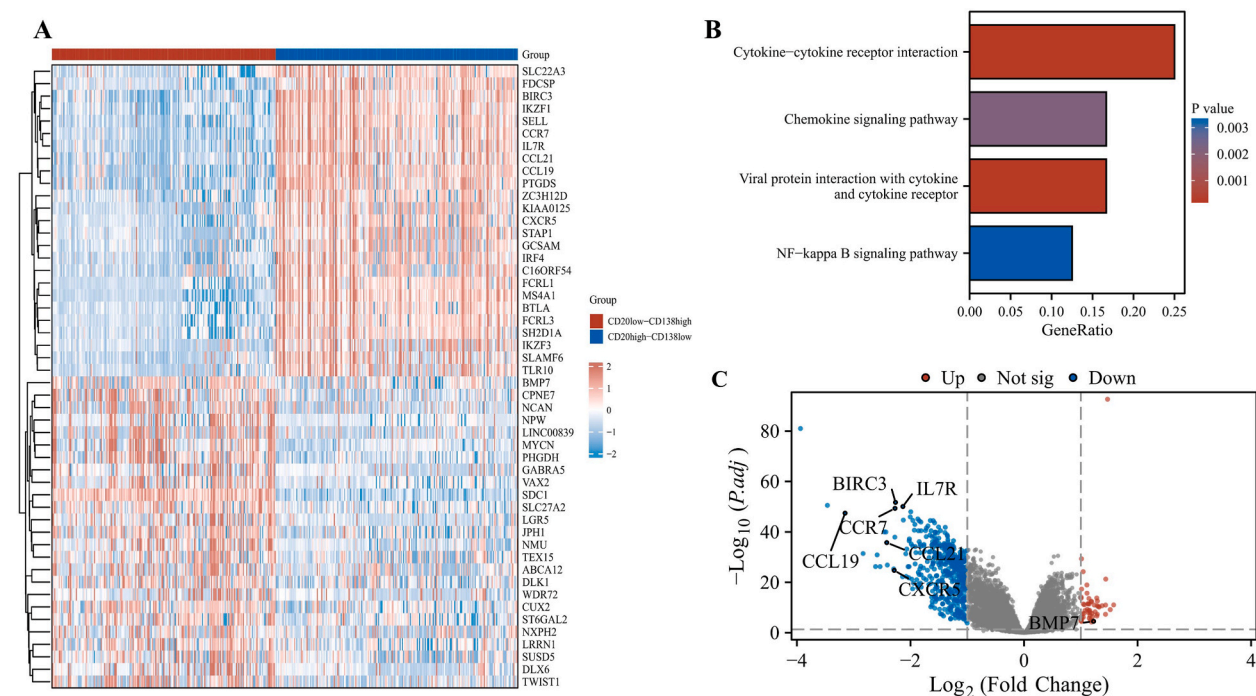 A
Group
SLC22A3
FDCSP
BIRC3
IKZF1
SELL
CCR7
IL7R
CCL21
CCL19
PTGDS
ZC3H12D
KIAA0125
CXCR5
STAP1
GCSAM
IRF4
C16ORF54
FCRL1
MS4A1
BTLA
FCRL3
SH2D1A
IKZF3
SLAMF6
TLR10
BMP7
CPNE7
NCAN
NPW
LINC00839
MYCN
PHGDH
GABRA5
VAX2
SDC1
SLC27A2
LGR5
JPH1
NMU
TEX15
ABCA12
DLK1
WDR72
CUX2
ST6GAL2
NXPH2
LRRN1
SUSD5
DLX6
TWIST1
Group
CD20low−CD138high
CD20high−CD138low
2
1
0
−1
−2
B
Cytokine−cytokine receptor interaction
Chemokine signaling pathway
Viral protein interaction with cytokine
and cytokine receptor
NF−kappa B signaling pathway
0.00 0.05 0.10 0.15 0.20 0.25
GeneRatio
P value
0.003
0.002
0.001
C
Up Not sig Down
−Log10 (P.adj)
80
60
40
20
0
BIRC3
IL7R
CCR7
CCL21
CCL19
CXCR5
BMP7
−4 −2 0 2 4
Log2 (Fold Change)